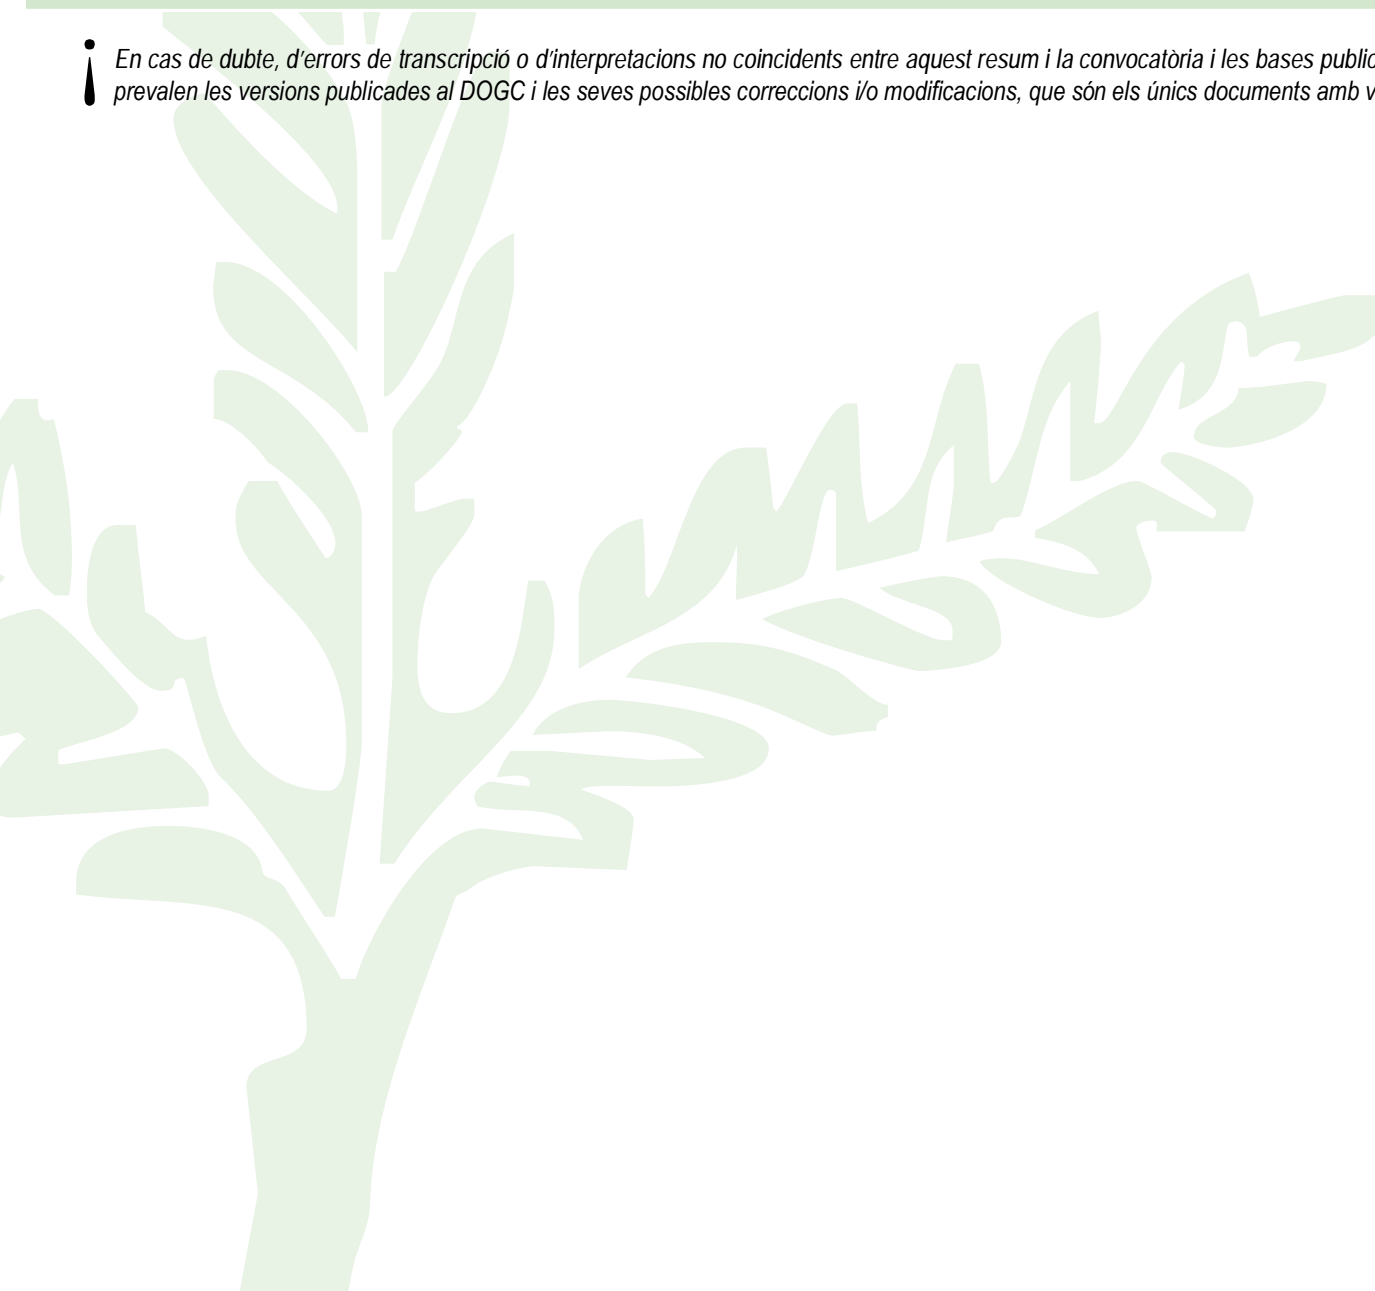 ¡ En cas de dubte, d'errors de transcripció o d'interpretacions no coincidents entre aquest resum i la convocatòria i les bases public
prevalen les versions publicades al DOGC i les seves possibles correccions i/o modificacions, que són els únics documents amb v